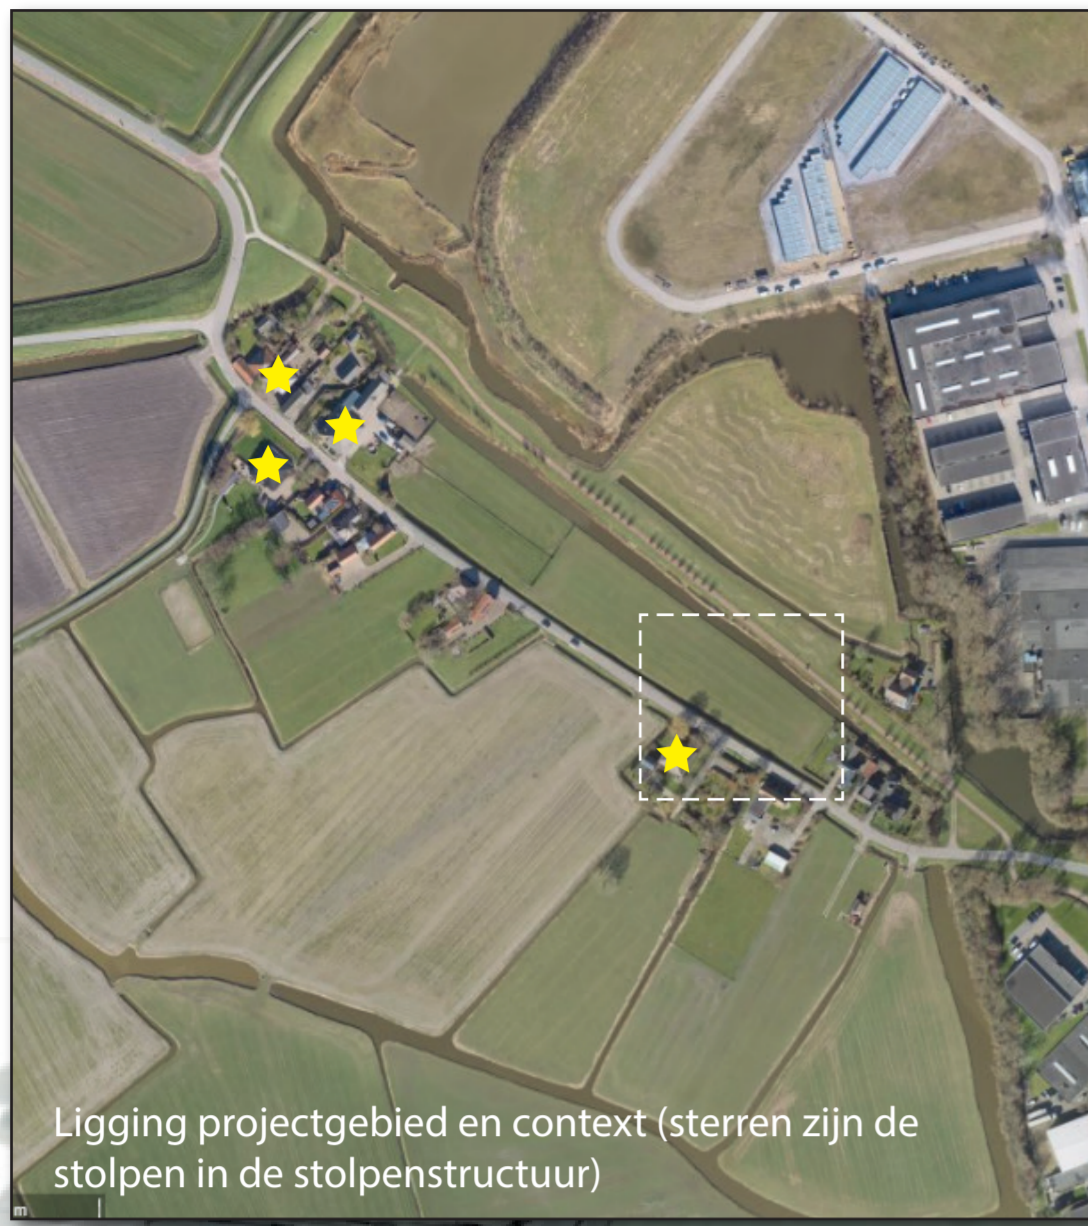 Ligging projectgebied en context (sterren zijn de
stolpen in de stolpenstructuur)
m